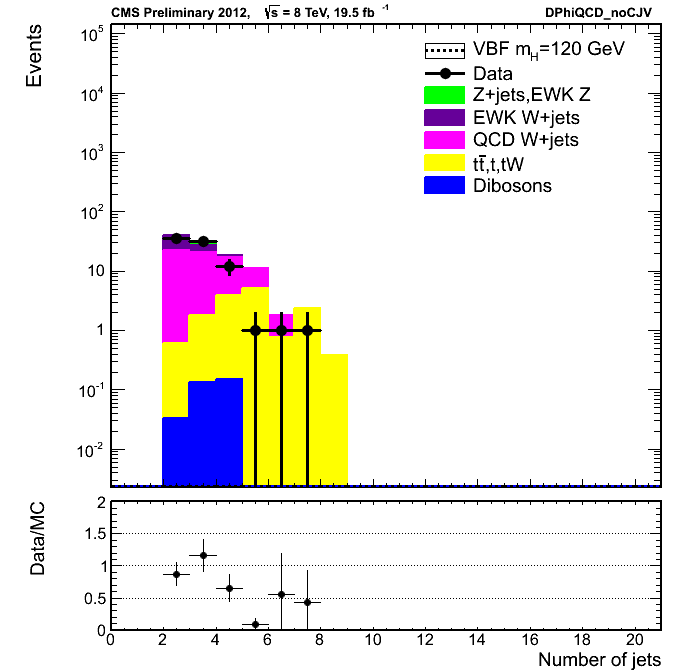 CMS Preliminary 2012, √s = 8 TeV, 19.5 fb⁻¹ DPhiQCD_noCJV
Events
10⁵
10⁴
10³
10²
10
1
10⁻¹
10⁻²
VBF m_H=120 GeV
Data
Z+jets,EWK Z
EWK W+jets
QCD W+jets
tt̄,t,tW
Dibosons
Data/MC
2
1.5
1
0.5
0
0 2 4 6 8 10 12 14 16 18 20
Number of jets